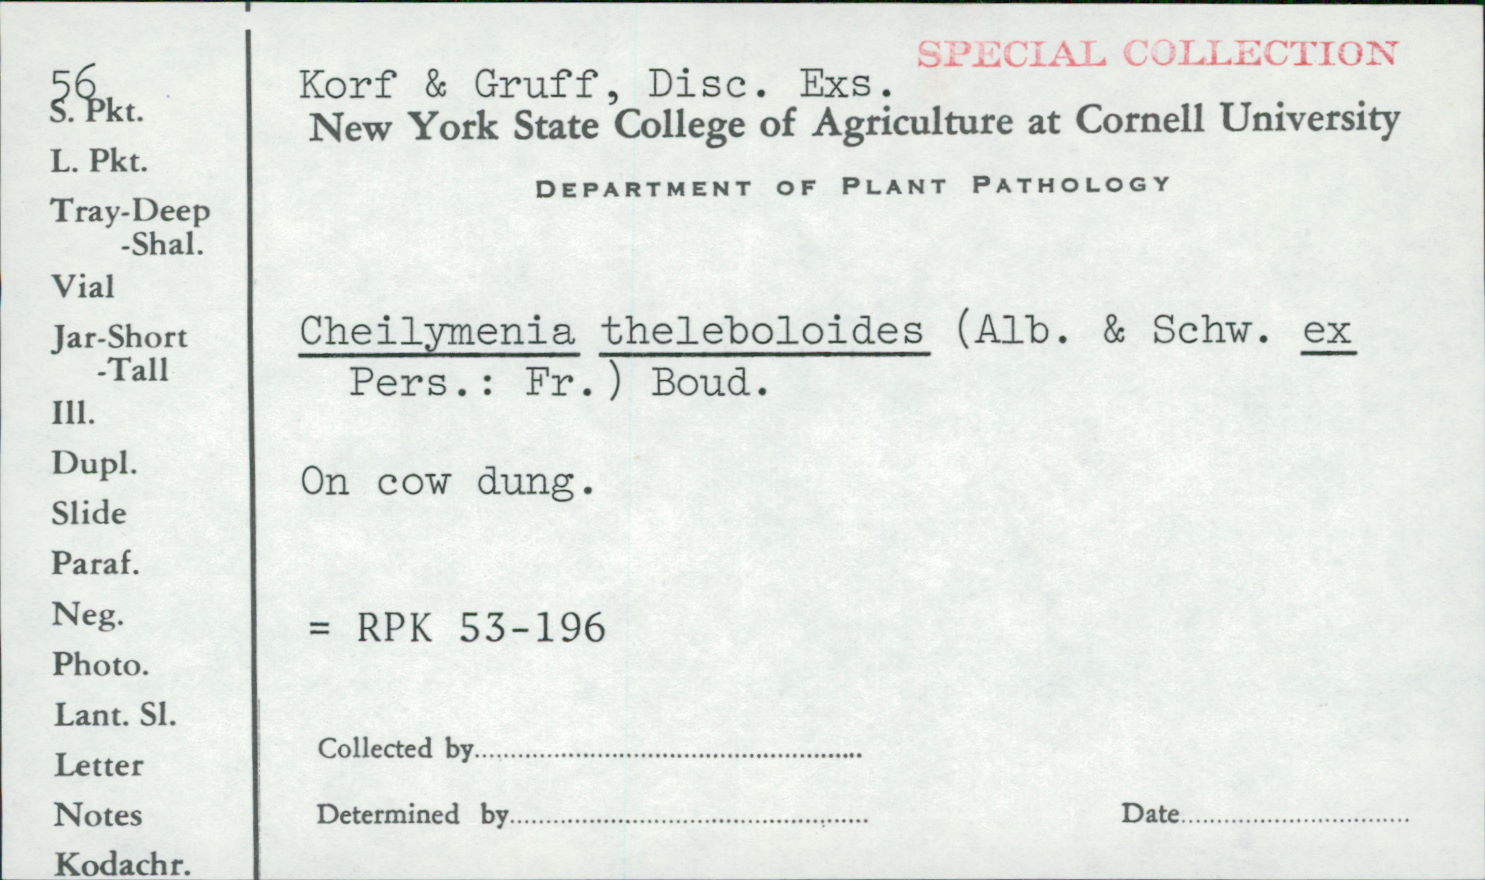 SPECIAL COLLECTION
56
Korf & Gruff, Disc. Exs.
New York State College of Agriculture at Cornell University
DEPARTMENT OF PLANT PATHOLOGY
S. Pkt.
L. Pkt.
Tray-Deep
-Shal.
Vial
Jar-Short
-Tall
Ill.
Dupl.
Slide
Paraf.
Neg.
Photo.
Lant. Sl.
Letter
Notes
Kodachr.
Cheilymenia theleboloides (Alb. & Schw. ex
Pers.: Fr.) Boud.
On cow dung.
= RPK 53-196
Collected by
Determined by
Date